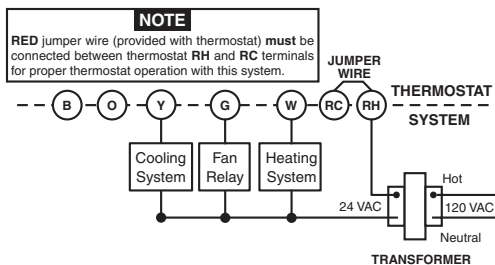 NOTE
RED jumper wire (provided with thermostat) must be
connected between thermostat RH and RC terminals
for proper thermostat operation with this system.
JUMPER
WIRE
THERMOSTAT
B O Y G W RC RH
SYSTEM
Cooling
System
Fan
Relay
Heating
System
Hot
24 VAC
120 VAC
Neutral
TRANSFORMER